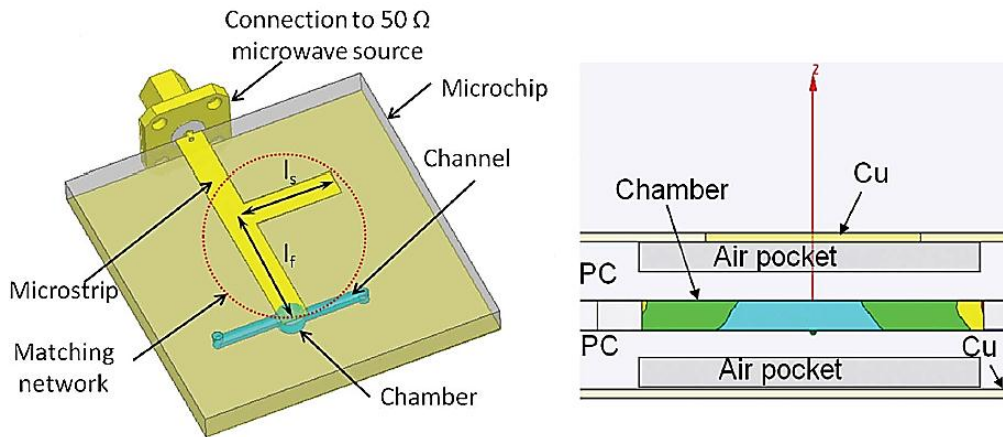 Connection to 50 Ω
microwave source
Microchip
Channel
ls
lf
Microstrip
Matching
network
Chamber
z
Chamber
Cu
Air pocket
PC
PC
Cu
Air pocket